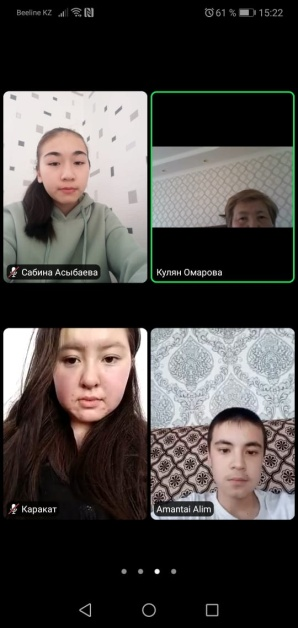 Beeline KZ
61 % 15:22
Сабина Асыбаева
Кулян Омарова
Каракат
Amantai Alim